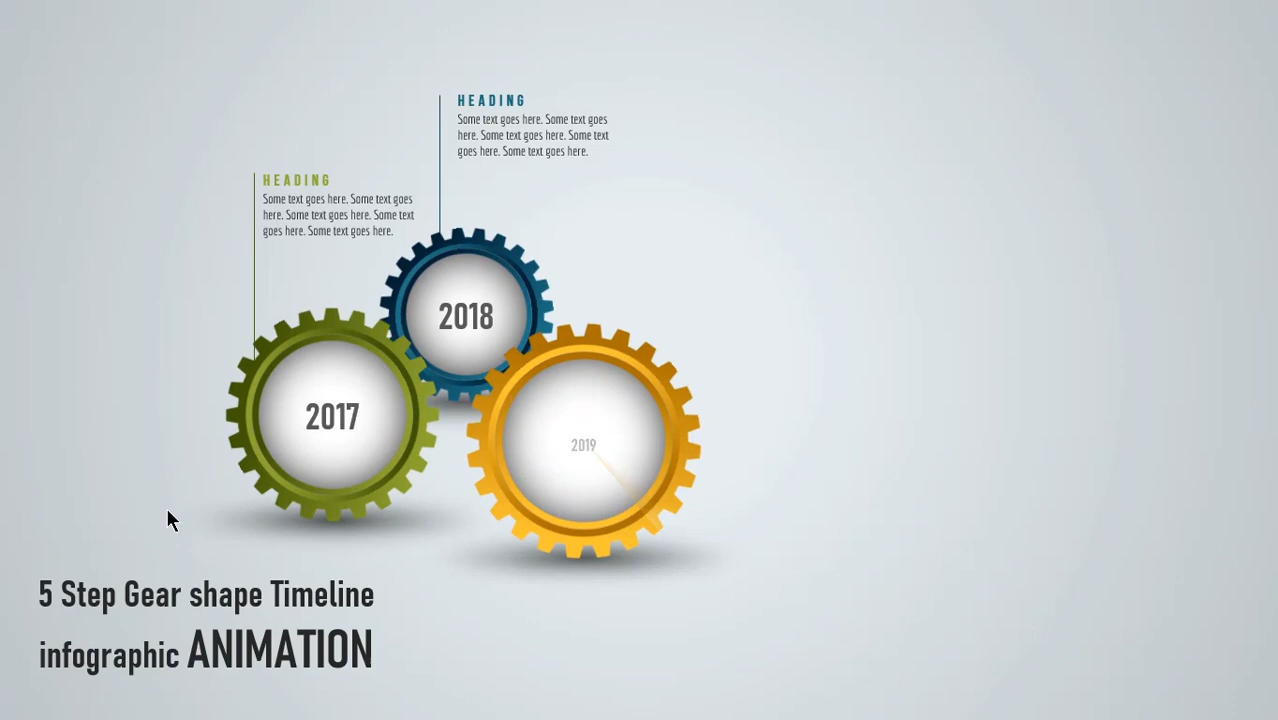 HEADING
Some text goes here. Some text goes
here. Some text goes here. Some text
goes here. Some text goes here.
HEADING
Some text goes here. Some text goes
here. Some text goes here. Some text
goes here. Some text goes here.
2018
2017
2019
5 Step Gear shape Timeline
infographic ANIMATION